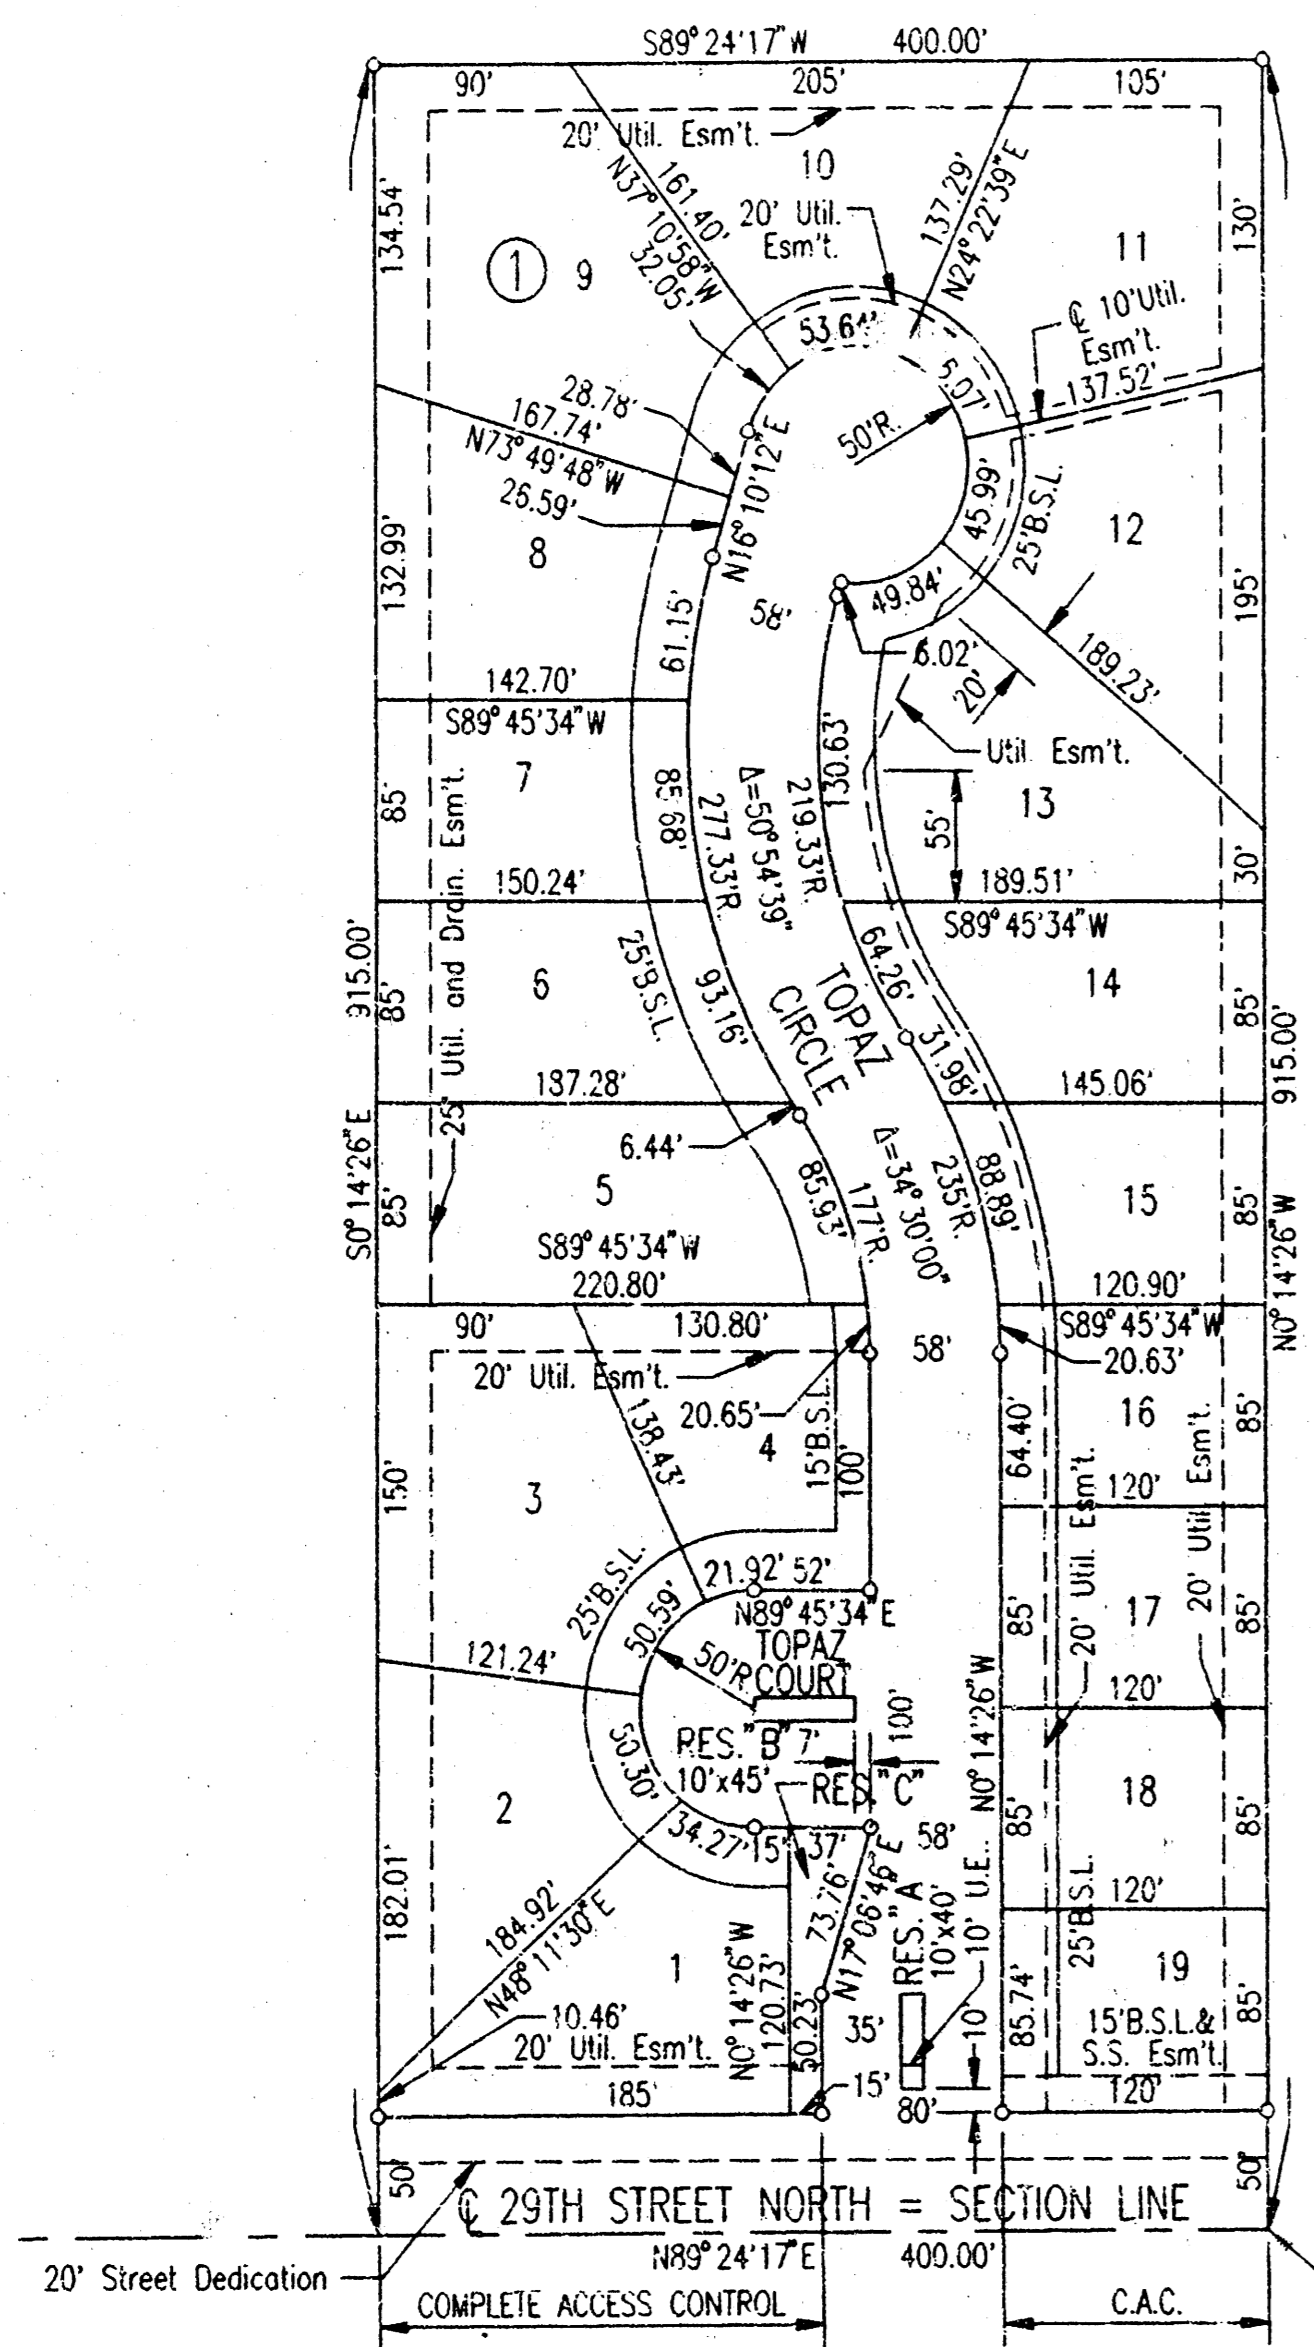 S89°24'17"W 400.00'
90' 205' 105'
20' Util. Esm't.
10
161.40'
N37°10'58"W
32.05'
137.29'
N24°22'39"E
20' Util.
Esm't.
134.54'
130'
1 9
11
℄ 10'Util.
Esm't.
53.64'
137.52'
28.78'
167.74'
N73°49'48"W
26.59'
N16°10'12"E
50'R.
45.99'
25'B.S.L.
12
8
132.99'
195'
58'
49.84'
61.15'
6.02'
20'
189.23'
142.70'
S89°45'34"W
7
85'
85.68'
277.33'R.
Δ=50°54'39"
219.33'R.
130.63'
Util. Esm't.
13
55'
30'
150.24'
189.51'
S89°45'34"W
25' Util. and Drain. Esm't.
915.00'
S0°14'26"E
6
85'
25'B.S.L.
93.16'
TOPAZ
CIRCLE
64.26'
31.98'
14
85'
915.00'
N0°14'26"W
187.28'
145.06'
6.44'
5
85'
85.93'
177'R.
Δ=34°30'00"
235'R.
88.89'
15
85'
S89°45'34"W
220.80'
120.90'
S89°45'34"W
90' 130.80'
58'
20.63'
20' Util. Esm't.
20.65'
138.43'
4
15'B.S.L.
100'
64.40'
16
85'
120'
3
150'
25'B.S.L.
21.92' 52'
N89°45'34"E
50.59'
TOPAZ
COURT
50'R.
121.24'
20' Util. Esm't.
20' Util. Esm't.
17
85'
85'
120'
RES. "B" 7'
10'x45'
RES. "C"
100'
N0°14'26"W
50.30'
2
34.27'
15' 37'
58'
18
85'
85'
120'
182.01'
184.92'
N48°11'30"E
73.76'
N17°06'46"E
RES. "A"
10'x40'
10' U.E.
25'B.S.L.
1
N0°14'26"W
120.73'
50.23'
35'
10'
85.74'
19
85'
15'B.S.L.&
S.S. Esm't.
10.46'
20' Util. Esm't.
185'
15'
80'
120'
50'
50'
℄ 29TH STREET NORTH = SECTION LINE
N89°24'17"E 400.00'
20' Street Dedication
COMPLETE ACCESS CONTROL
C.A.C.